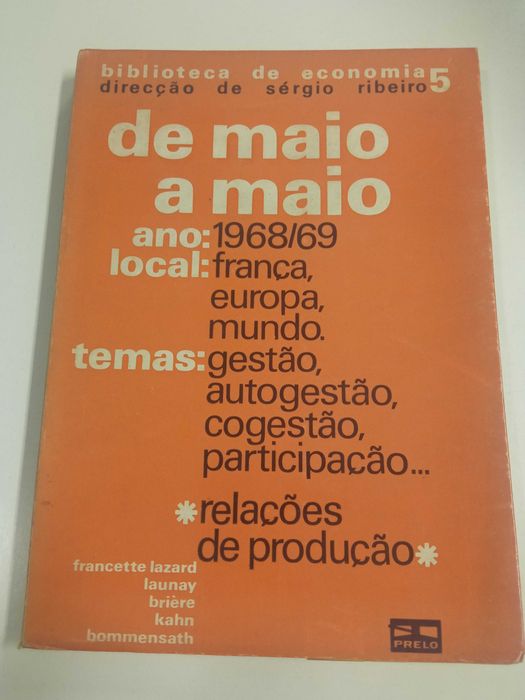 biblioteca de economia 5
direcção de sérgio ribeiro
de maio
a maio
ano: 1968/69
local: frança,
europa,
mundo.
temas: gestão,
autogestão,
cogestão,
participação...
*relações
de produção*
francette lazard
launay
brière
kahn
bommensath
PRELO